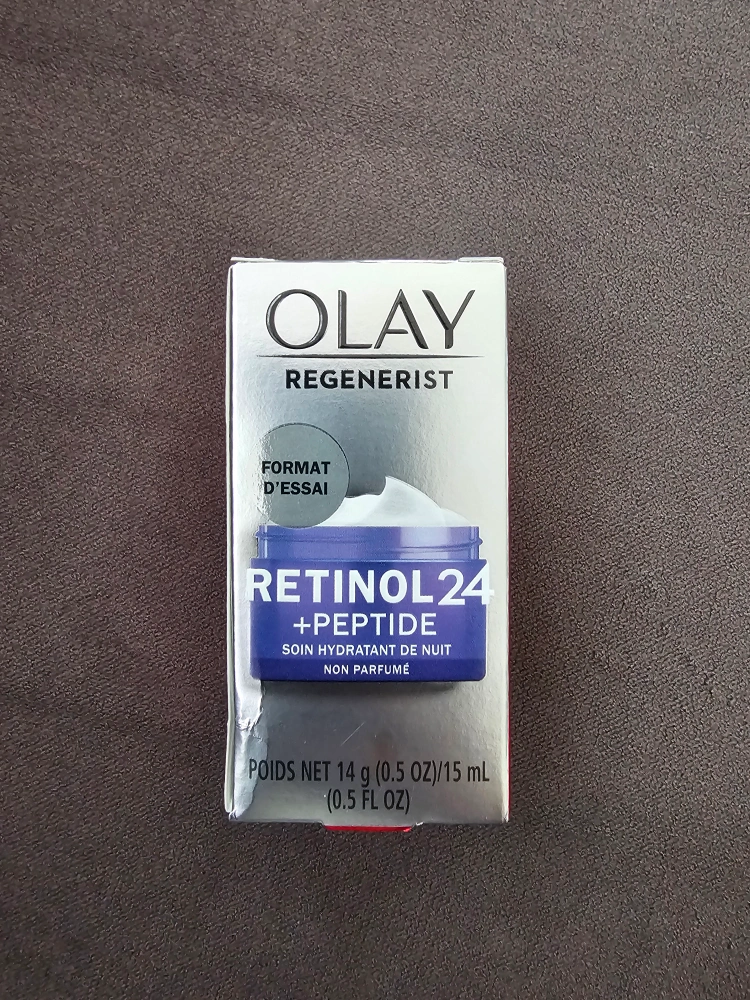 OLAY
REGENERIST
FORMAT
D'ESSAI
RETINOL24
+PEPTIDE
SOIN HYDRATANT DE NUIT
NON PARFUMÉ
POIDS NET 14 g (0.5 OZ)/15 mL
(0.5 FL OZ)